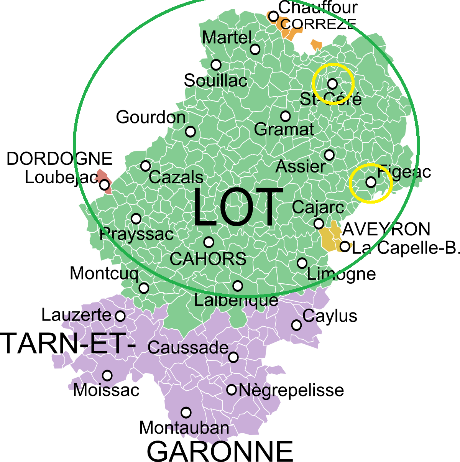 Chauffour
CORRÈZE
Martel
Souillac
St-Céré
Gourdon
Gramat
DORDOGNE
Loubejac
Cazals
Assier
Figeac
LOT
Cajarc
Prayssac
AVEYRON
La Capelle-B.
CAHORS
Montcuq
Limogne
Lalbenque
Lauzerte
Caylus
TARN-ET-
Caussade
Moissac
Nègrepelisse
Montauban
GARONNE